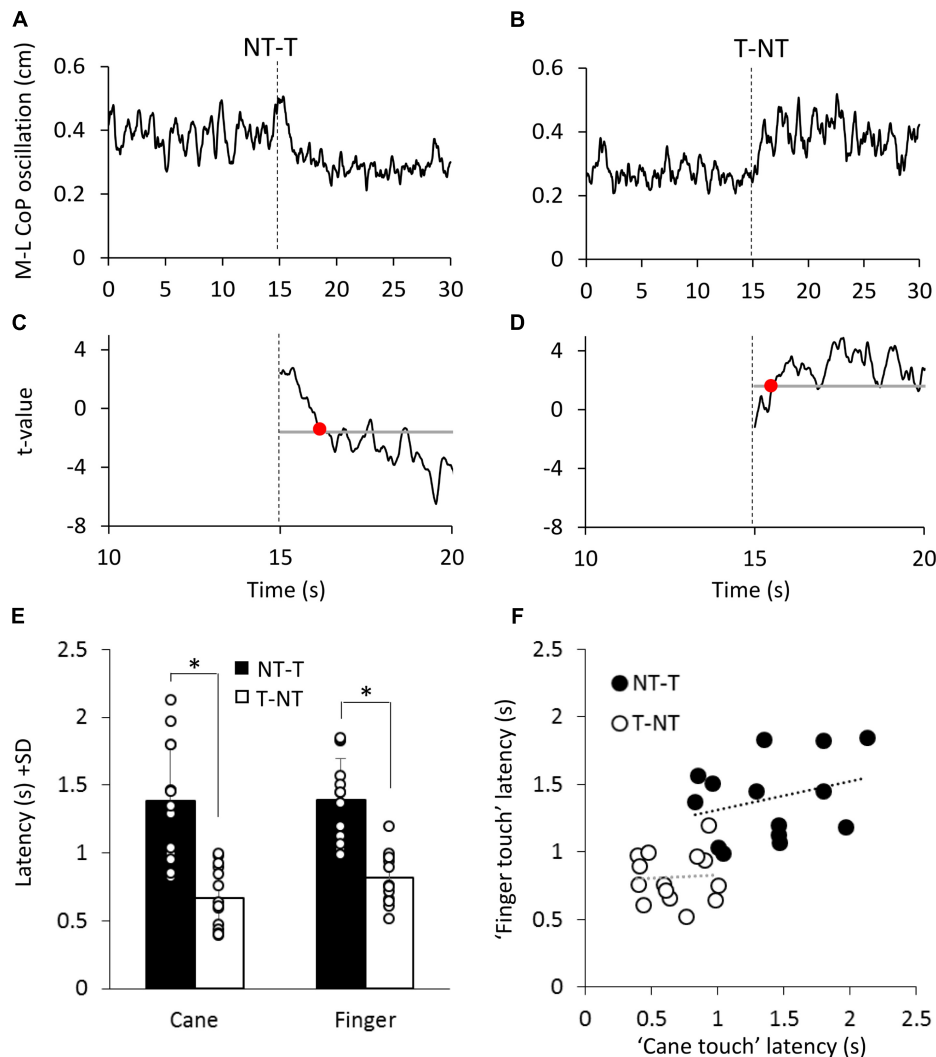 A
B
NT-T
T-NT
M-L CoP oscillation (cm)
0.6
0.4
0.2
0
0 5 10 15 20 25 30
0.6
0.4
0.2
0
0 5 10 15 20 25 30
C
D
t-value
4
0
-4
-8
10 15 20
Time (s)
4
0
-4
-8
10 15 20
Time (s)
E
F
Latency (s) +SD
2.5
2
1.5
1
0.5
0
* *
NT-T
T-NT
Cane Finger
'Finger touch' latency (s)
2.5
2
1.5
1
0.5
0
NT-T
T-NT
0 0.5 1 1.5 2 2.5
'Cane touch' latency (s)